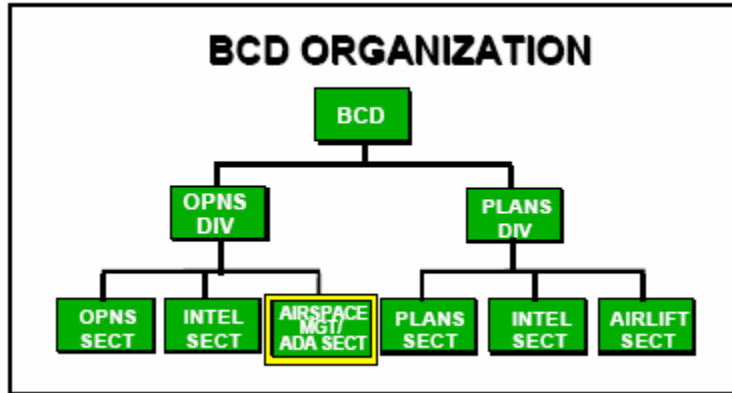 BCD ORGANIZATION
BCD
OPNS
DIV
PLANS
DIV
OPNS
SECT
INTEL
SECT
AIRSPACE
MGT/
ADA SECT
PLANS
SECT
INTEL
SECT
AIRLIFT
SECT